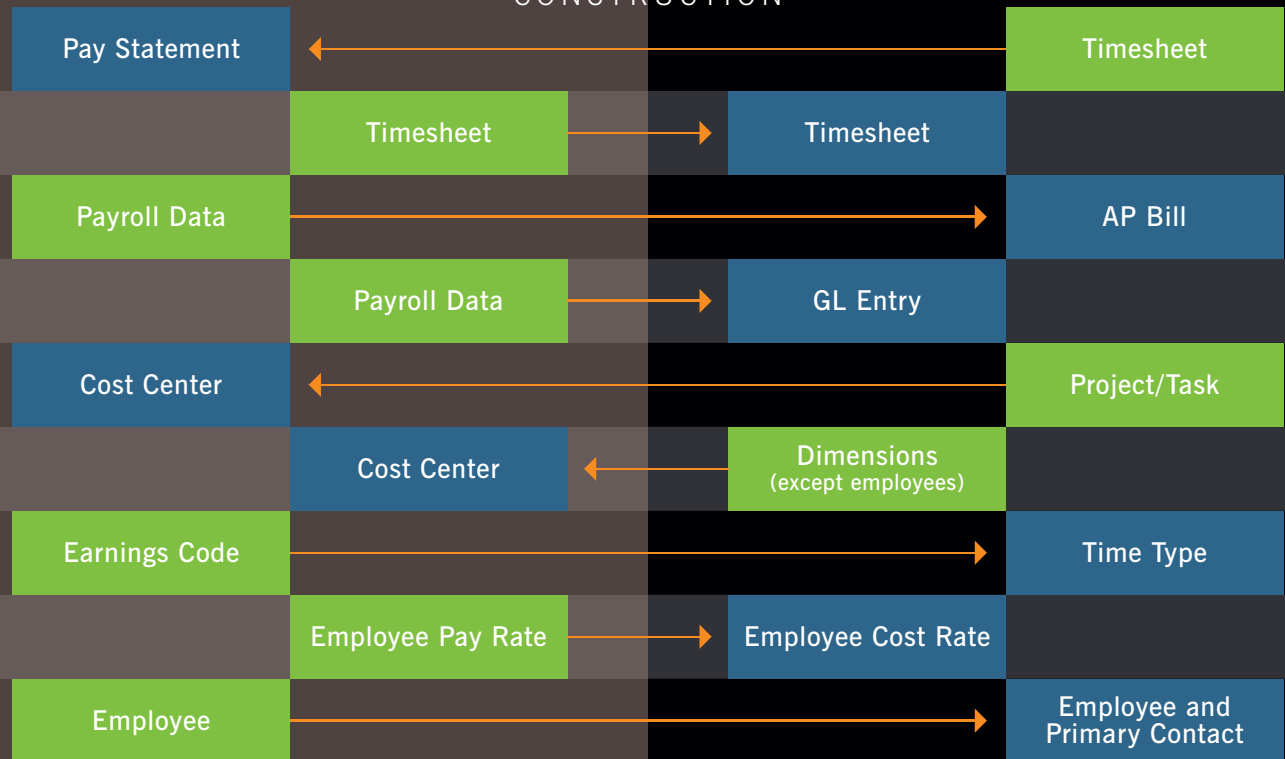 CONSTRUCTION
Pay Statement
Timesheet
Timesheet
Timesheet
Payroll Data
AP Bill
Payroll Data
GL Entry
Cost Center
Project/Task
Cost Center
Dimensions
(except employees)
Earnings Code
Time Type
Employee Pay Rate
Employee Cost Rate
Employee
Employee and
Primary Contact